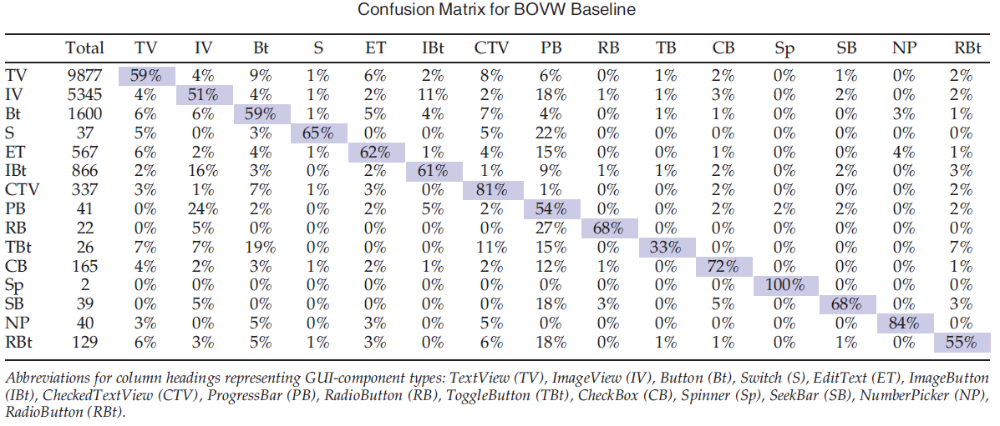 Confusion Matrix for BOVW Baseline
Total TV IV Bt S ET IBt CTV PB RB TB CB Sp SB NP RBt
TV 9877 59% 4% 9% 1% 6% 2% 8% 6% 0% 1% 2% 0% 1% 0% 2%
IV 5345 4% 51% 4% 1% 2% 11% 2% 18% 1% 1% 3% 0% 2% 0% 2%
Bt 1600 6% 6% 59% 1% 5% 4% 7% 4% 0% 1% 1% 0% 0% 3% 1%
S 37 5% 0% 3% 65% 0% 0% 5% 22% 0% 0% 0% 0% 0% 0% 0%
ET 567 6% 2% 4% 1% 62% 1% 4% 15% 0% 0% 1% 0% 0% 4% 1%
IBt 866 2% 16% 3% 0% 2% 61% 1% 9% 1% 0% 2% 0% 2% 0% 3%
CTV 337 3% 1% 7% 1% 3% 0% 81% 1% 0% 0% 2% 0% 0% 0% 2%
PB 41 0% 24% 2% 0% 2% 5% 2% 54% 0% 0% 2% 2% 2% 0% 2%
RB 22 0% 5% 0% 0% 0% 0% 0% 27% 68% 0% 0% 0% 0% 0% 0%
TBt 26 7% 7% 19% 0% 0% 0% 11% 15% 0% 33% 0% 0% 0% 0% 7%
CB 165 4% 2% 3% 1% 2% 1% 2% 12% 1% 0% 72% 0% 0% 0% 1%
Sp 2 0% 0% 0% 0% 0% 0% 0% 0% 0% 0% 0% 100% 0% 0% 0%
SB 39 0% 5% 0% 0% 0% 0% 0% 18% 3% 0% 5% 0% 68% 0% 3%
NP 40 3% 0% 5% 0% 3% 0% 5% 0% 0% 0% 0% 0% 0% 84% 0%
RBt 129 6% 3% 5% 1% 3% 0% 6% 18% 0% 1% 1% 0% 1% 0% 55%
Abbreviations for column headings representing GUI-component types: TextView (TV), ImageView (IV), Button (Bt), Switch (S), EditText (ET), ImageButton
(IBt), CheckedTextView (CTV), ProgressBar (PB), RadioButton (RB), ToggleButton (TBt), CheckBox (CB), Spinner (Sp), SeekBar (SB), NumberPicker (NP),
RadioButton (RBt).